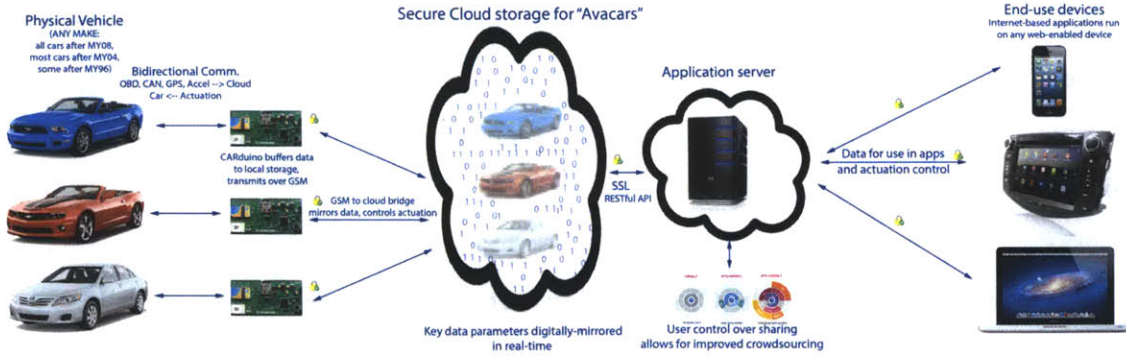 Physical Vehicle
(ANY MAKE:
all cars after MY08,
most cars after MY04,
some after MY96)
Bidirectional Comm.
OBD, CAN, GPS, Accel --> Cloud
Car <-- Actuation
CARduino buffers data
to local storage,
transmits over GSM
GSM to cloud bridge
mirrors data, controls actuation
Secure Cloud storage for "Avacars"
Key data parameters digitally-mirrored
in real-time
SSL
RESTful API
Application server
User control over sharing
allows for improved crowdsourcing
Data for use in apps
and actuation control
End-use devices
Internet-based applications run
on any web-enabled device